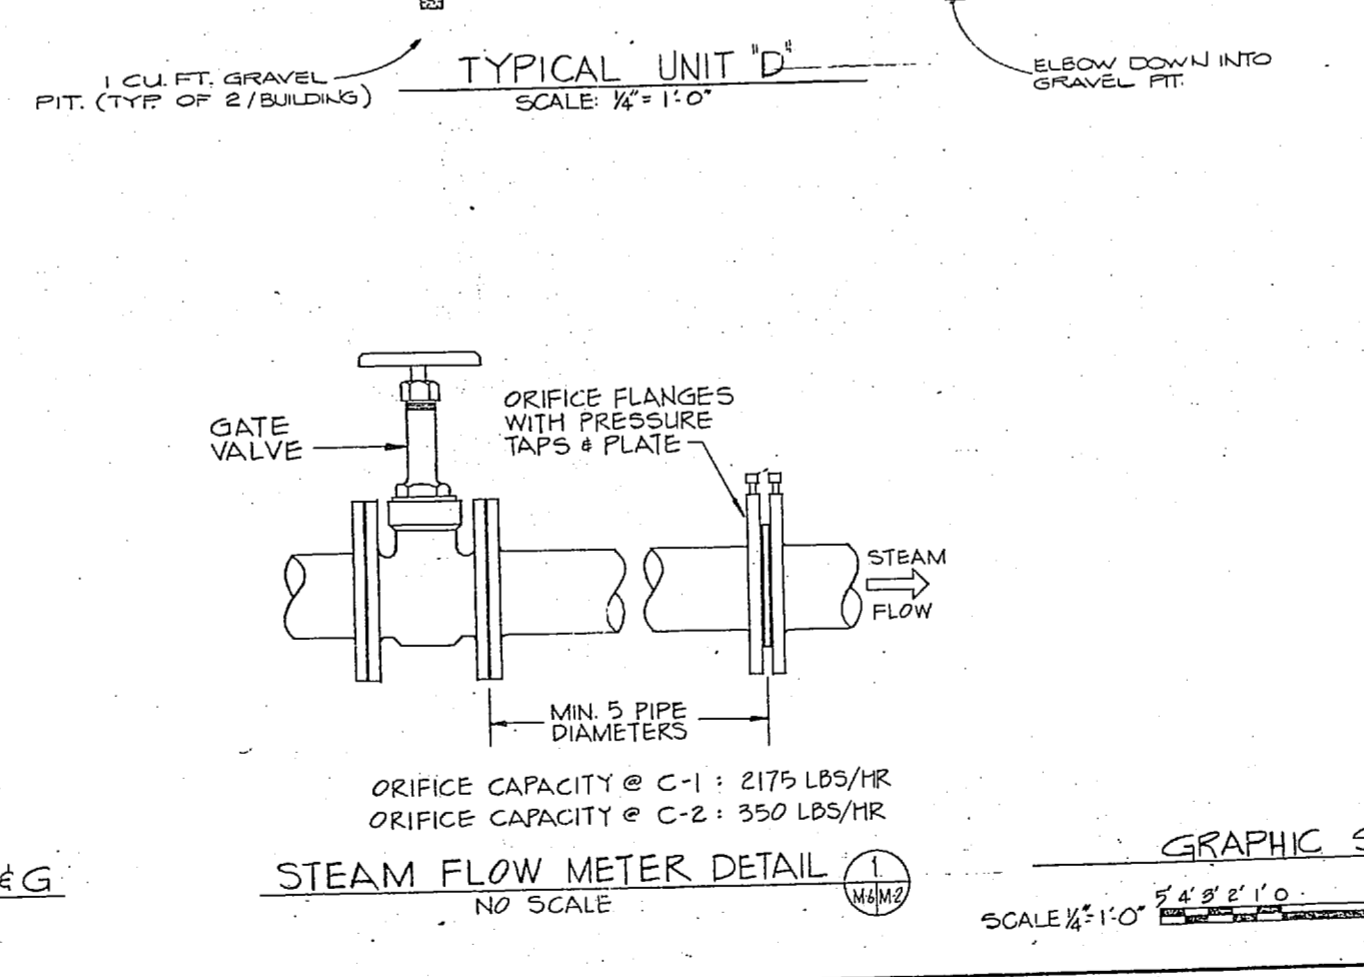 1 CU. FT. GRAVEL
PIT. (TYP. OF 2/BUILDING)
TYPICAL UNIT "D"
SCALE: 1/4" = 1'-0"
ELBOW DOWN INTO
GRAVEL PIT.
GATE
VALVE
ORIFICE FLANGES
WITH PRESSURE
TAPS & PLATE
STEAM
FLOW
MIN. 5 PIPE
DIAMETERS
ORIFICE CAPACITY @ C-1 : 2175 LBS/HR
ORIFICE CAPACITY @ C-2 : 350 LBS/HR
STEAM FLOW METER DETAIL
1
M-6 M-2
NO SCALE
& G
GRAPHIC S
5' 4' 3' 2' 1' 0
SCALE 1/4" = 1'-0"